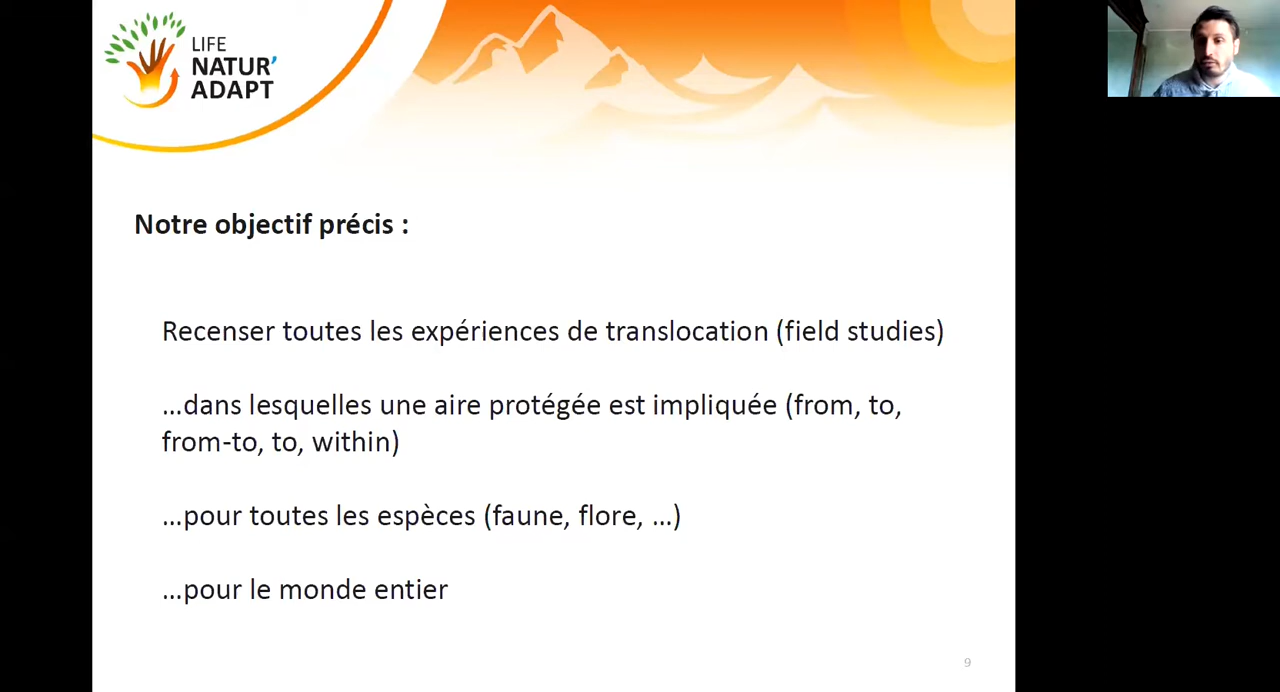 LIFE
NATUR'
ADAPT
Notre objectif précis :
Recenser toutes les expériences de translocation (field studies)
...dans lesquelles une aire protégée est impliquée (from, to,
from-to, to, within)
...pour toutes les espèces (faune, flore, ...)
...pour le monde entier
9